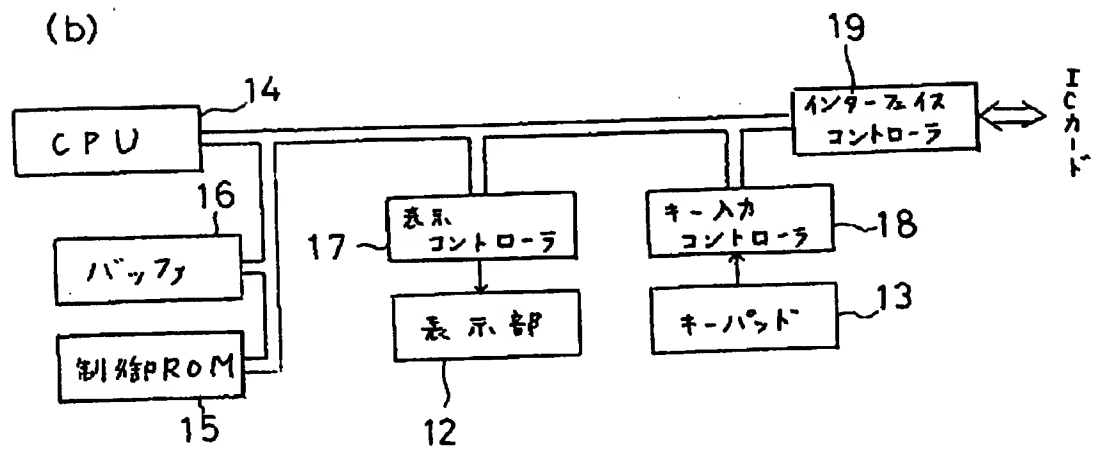 (b)
19
14
CPU
インターフェイス
コントローラ
ICカード
16
バッファ
17
表示
コントローラ
キー入力
コントローラ
18
制御PROM
15
表示部
12
キーパッド
13